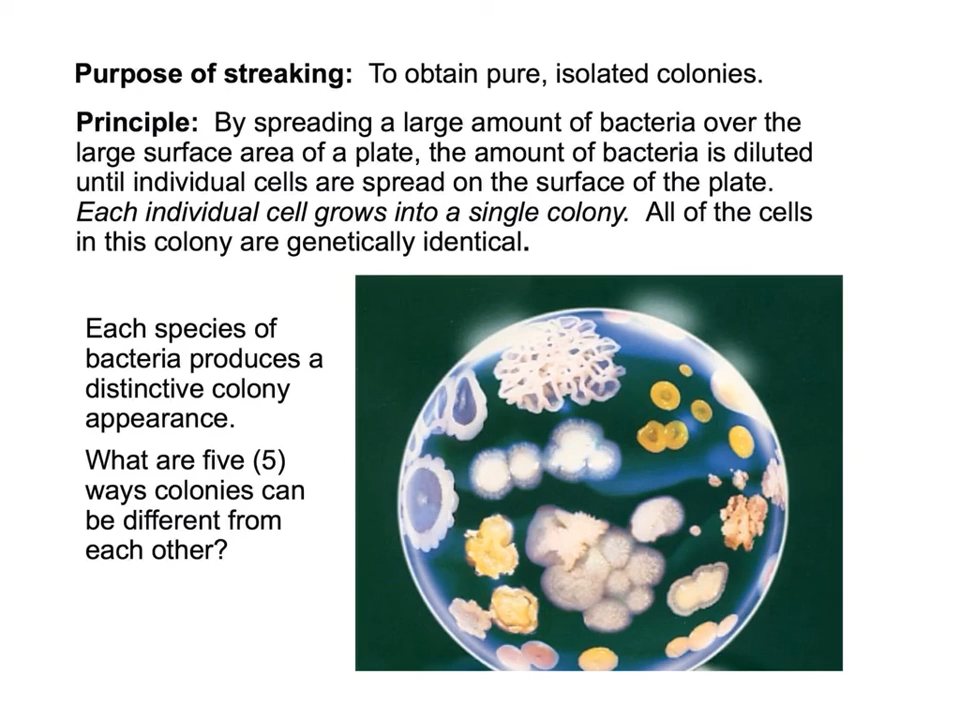 Purpose of streaking: To obtain pure, isolated colonies.
Principle: By spreading a large amount of bacteria over the
large surface area of a plate, the amount of bacteria is diluted
until individual cells are spread on the surface of the plate.
Each individual cell grows into a single colony. All of the cells
in this colony are genetically identical.
Each species of
bacteria produces a
distinctive colony
appearance.
What are five (5)
ways colonies can
be different from
each other?